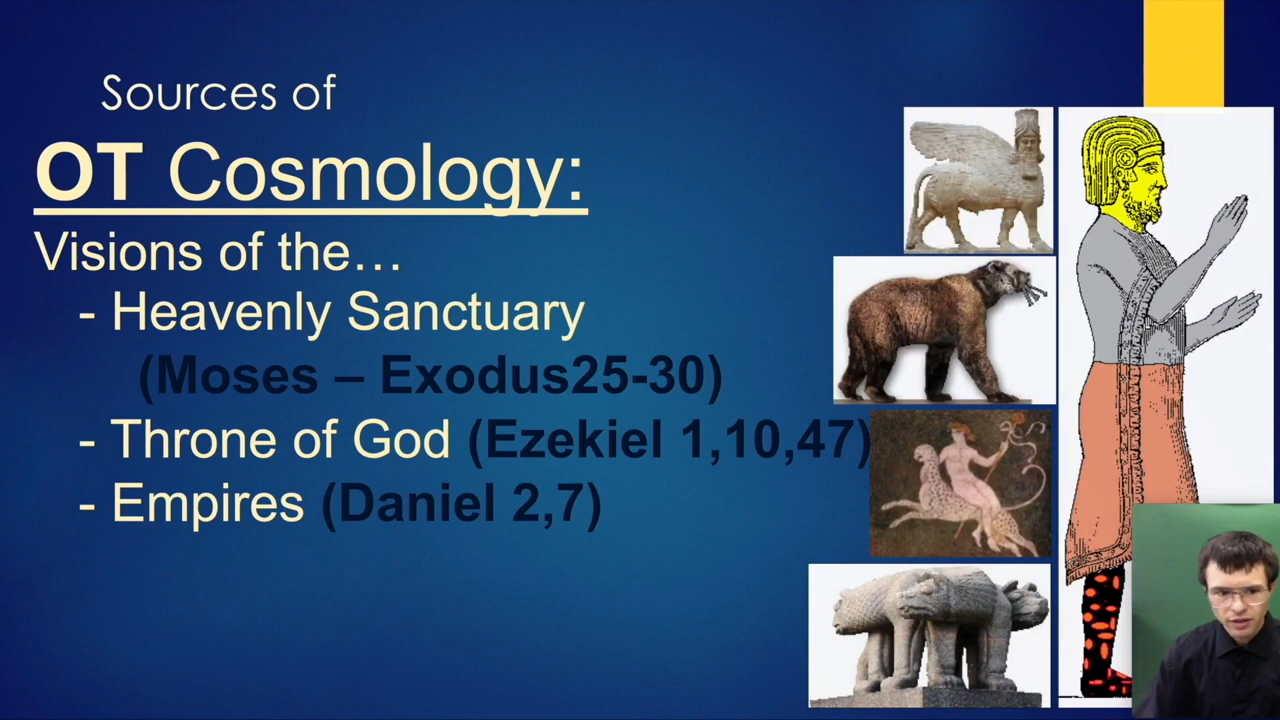 Sources of
OT Cosmology:
Visions of the…
- Heavenly Sanctuary
(Moses – Exodus25-30)
- Throne of God (Ezekiel 1,10,47)
- Empires (Daniel 2,7)